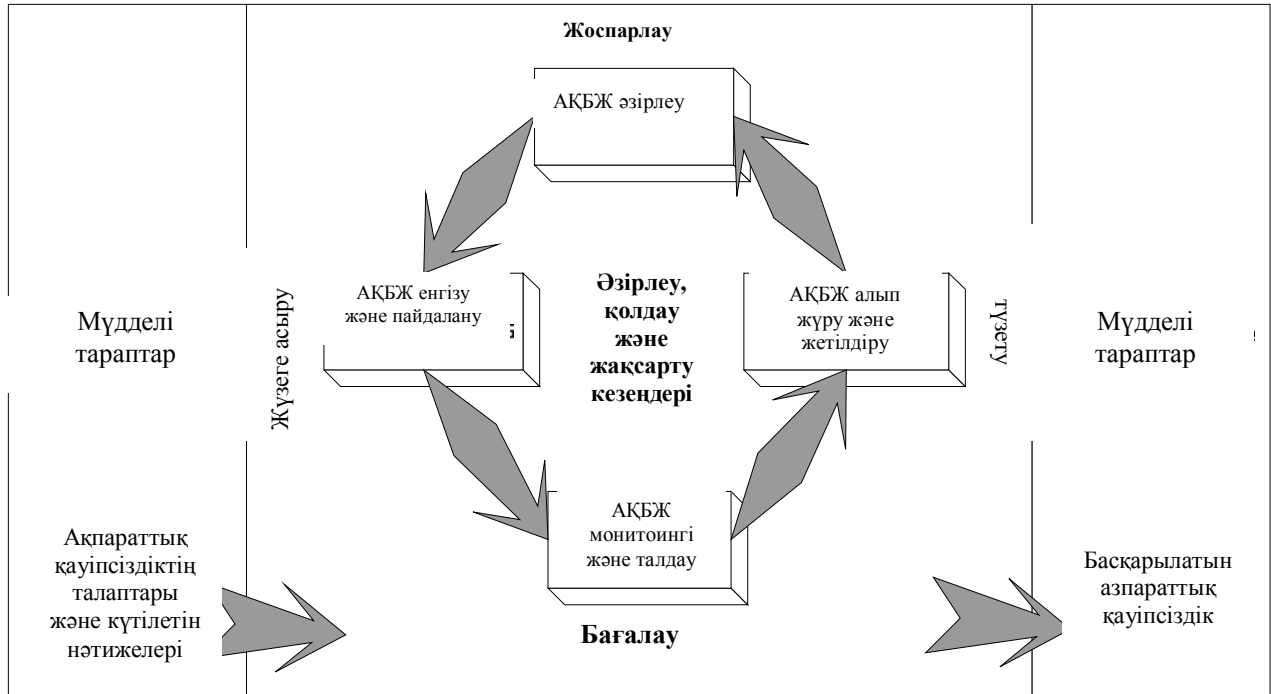 Жоспарлау
АҚБЖ әзірлеу
Мүдделі
тараптар
Жүзеге асыру
АҚБЖ енгізу
және пайдалану
Әзірлеу,
қолдау
және
жақсарту
кезеңдері
АҚБЖ алып
жүру және
жетілдіру
түзету
Мүдделі
тараптар
Ақпараттық
қауіпсіздіктің
талаптары
және күтілетін
нәтижелері
АҚБЖ
монитоингі
және талдау
Бағалау
Басқарылатын
азпараттық
қауіпсіздік